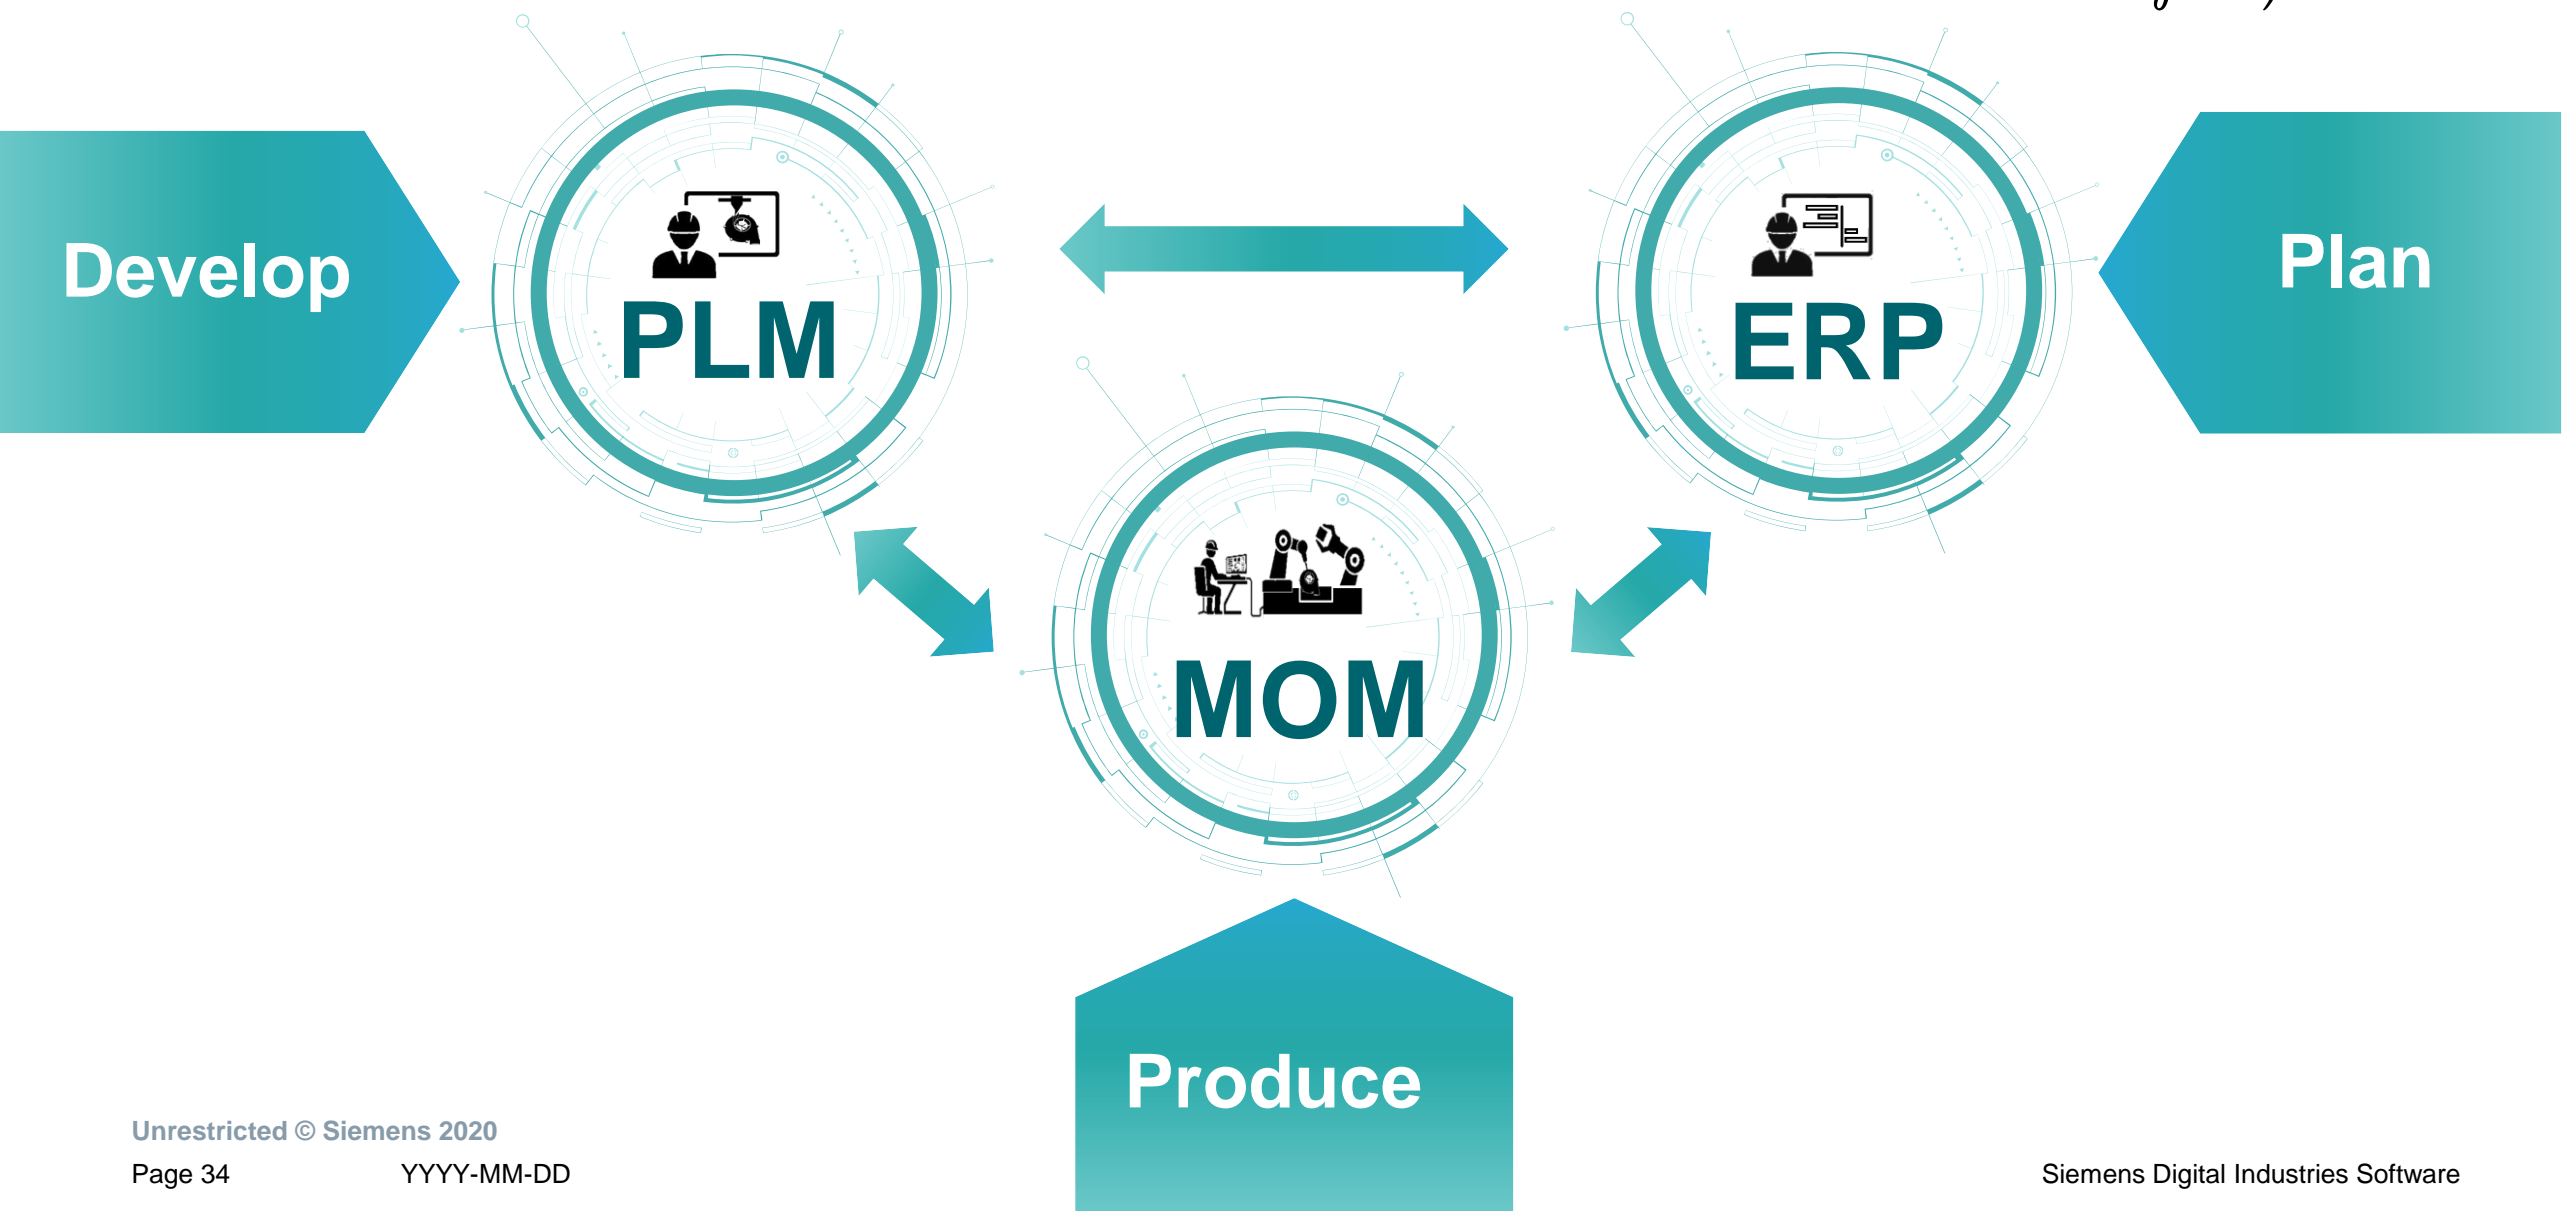 Develop
PLM
ERP
Plan
MOM
Produce
Unrestricted © Siemens 2020
Page 34 YYYY-MM-DD
Siemens Digital Industries Software